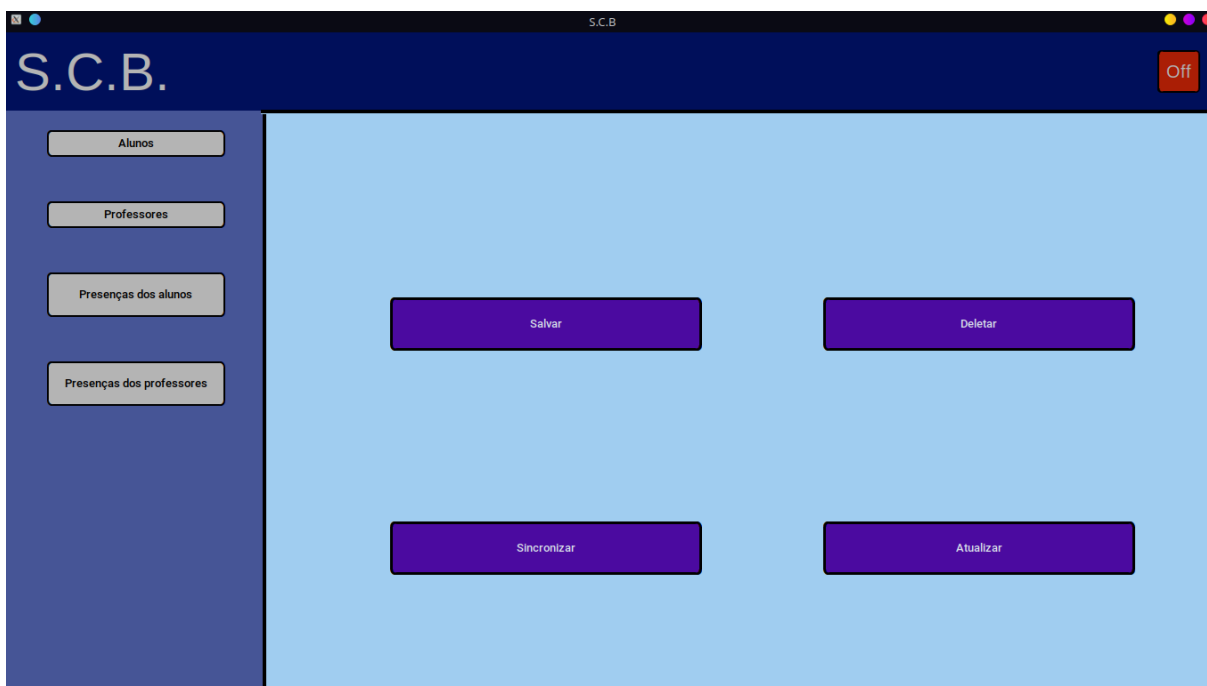 S.C.B
S.C.B.
Off
Alunos
Professores
Presenças dos alunos
Presenças dos professores
Salvar
Deletar
Sincronizar
Atualizar